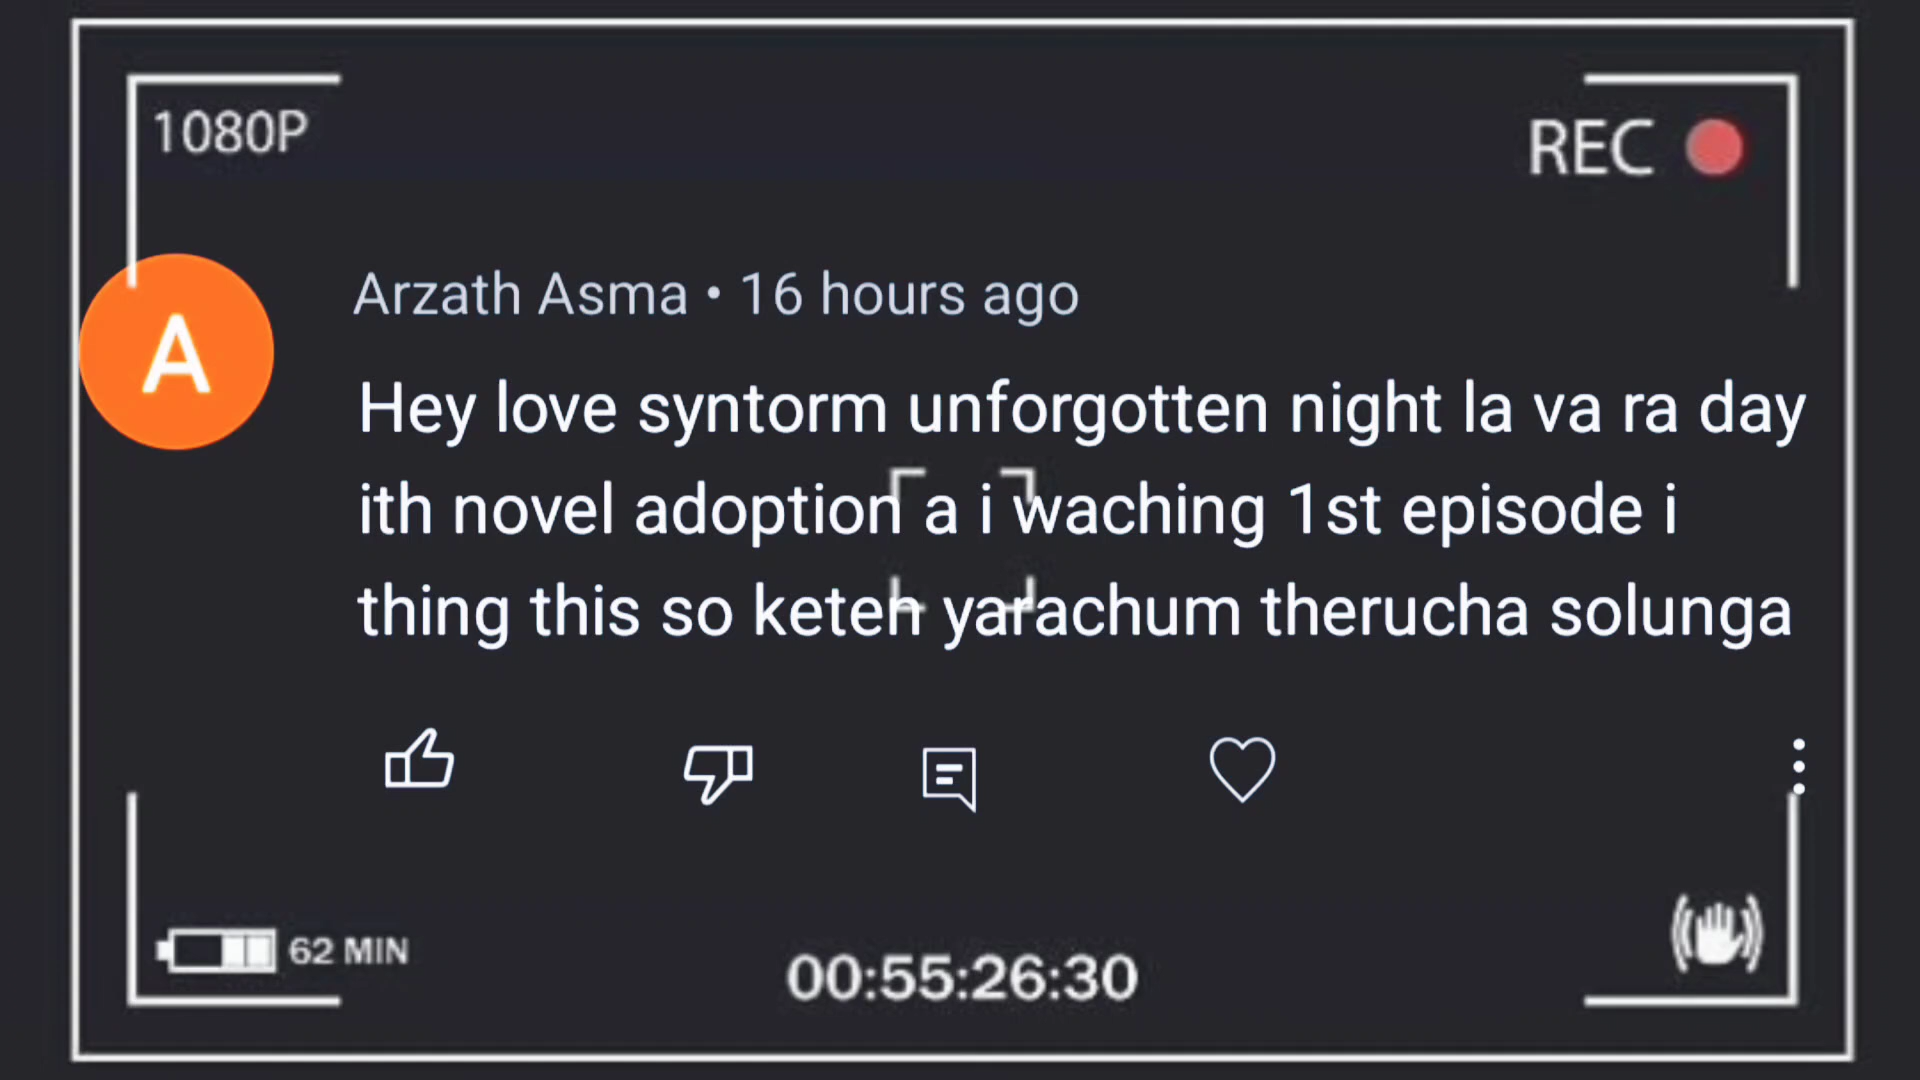 1080P
REC
A
Arzath Asma • 16 hours ago
Hey love syntorm unforgotten night la va ra day
ith novel adoption a i waching 1st episode i
thing this so keteh yarachum therucha solunga
62 MIN
00:55:26:30